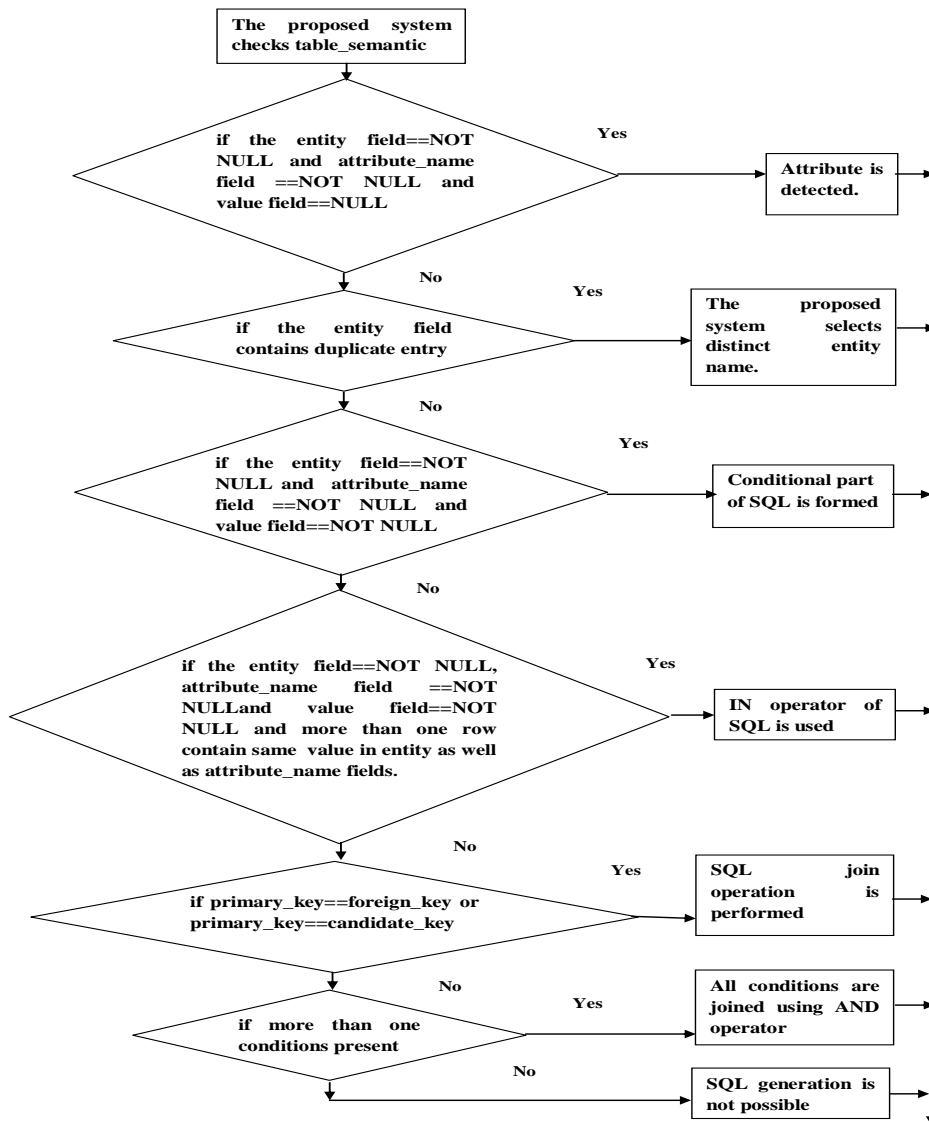 The proposed system
checks table_semantic
Yes
if the entity field==NOT
NULL and attribute_name
field ==NOT NULL and
value field==NULL
Attribute is
detected.
No
Yes
The proposed
system selects
distinct entity
name.
if the entity field
contains duplicate entry
No
Yes
if the entity field==NOT
NULL and attribute_name
field ==NOT NULL and
value field==NOT NULL
Conditional part
of SQL is formed
No
Yes
if the entity field==NOT NULL,
attribute_name field ==NOT
NULLand value field==NOT
NULL and more than one row
contain same value in entity as well
as attribute_name fields.
IN operator of
SQL is used
No
Yes
SQL join
operation is
performed
if primary_key==foreign_key or
primary_key==candidate_key
No
Yes
All conditions are
joined using AND
operator
if more than one
conditions present
No
SQL generation is
not possible